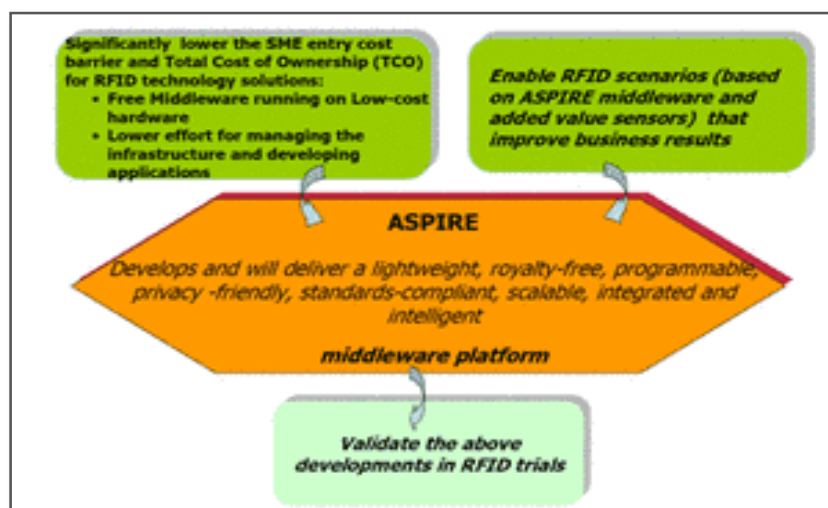 Significantly lower the SME entry cost
barrier and Total Cost of Ownership (TCO)
for RFID technology solutions:
• Free Middleware running on Low-cost
hardware
• Lower effort for managing the
infrastructure and developing
applications
Enable RFID scenarios (based
on ASPIRE middleware and
added value sensors) that
improve business results
ASPIRE
Develops and will deliver a lightweight, royalty-free, programmable,
privacy -friendly, standards-compliant, scalable, integrated and
intelligent
middleware platform
Validate the above
developments in RFID trials